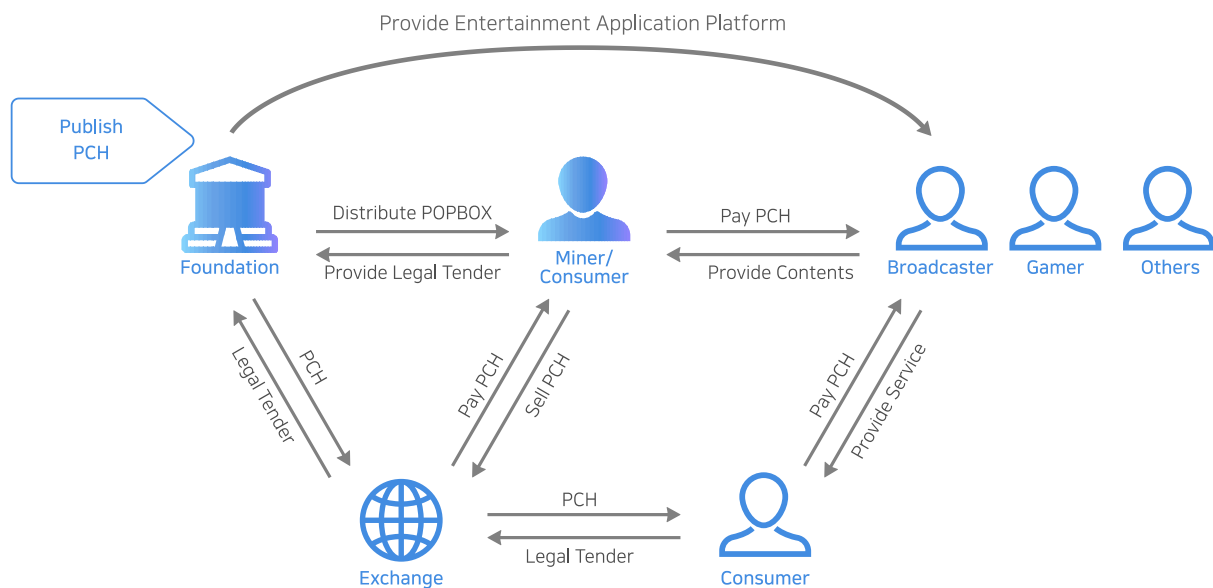 Provide Entertainment Application Platform
Publish
PCH
Distribute POPBOX
Pay PCH
Foundation
Provide Legal Tender
Miner/
Consumer
Provide Contents
Broadcaster
Gamer
Others
Legal Tender
PCH
Pay PCH
Sell PCH
Pay PCH
Provide Service
PCH
Legal Tender
Exchange
Consumer